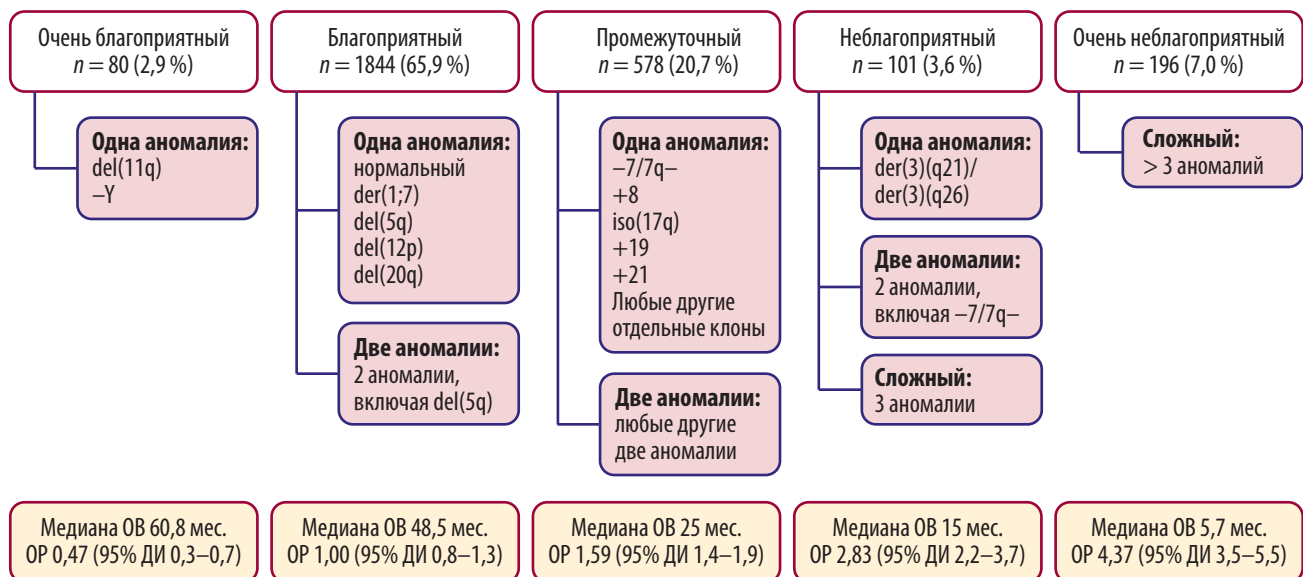 Очень благоприятный
n = 80 (2,9 %)
Одна аномалия:
del(11q)
–Y
Благоприятный
n = 1844 (65,9 %)
Одна аномалия:
нормальный
der(1;7)
del(5q)
del(12p)
del(20q)
Две аномалии:
2 аномалии,
включая del(5q)
Промежуточный
n = 578 (20,7 %)
Одна аномалия:
–7/7q–
+8
iso(17q)
+19
+21
Любые другие
отдельные клоны
Две аномалии:
любые другие
две аномалии
Неблагоприятный
n = 101 (3,6 %)
Одна аномалия:
der(3)(q21)/
der(3)(q26)
Две аномалии:
2 аномалии,
включая –7/7q–
Сложный:
3 аномалии
Очень неблагоприятный
n = 196 (7,0 %)
Сложный:
> 3 аномалий
Медиана ОВ 60,8 мес.
ОР 0,47 (95% ДИ 0,3–0,7)
Медиана ОВ 48,5 мес.
ОР 1,00 (95% ДИ 0,8–1,3)
Медиана ОВ 25 мес.
ОР 1,59 (95% ДИ 1,4–1,9)
Медиана ОВ 15 мес.
ОР 2,83 (95% ДИ 2,2–3,7)
Медиана ОВ 5,7 мес.
ОР 4,37 (95% ДИ 3,5–5,5)